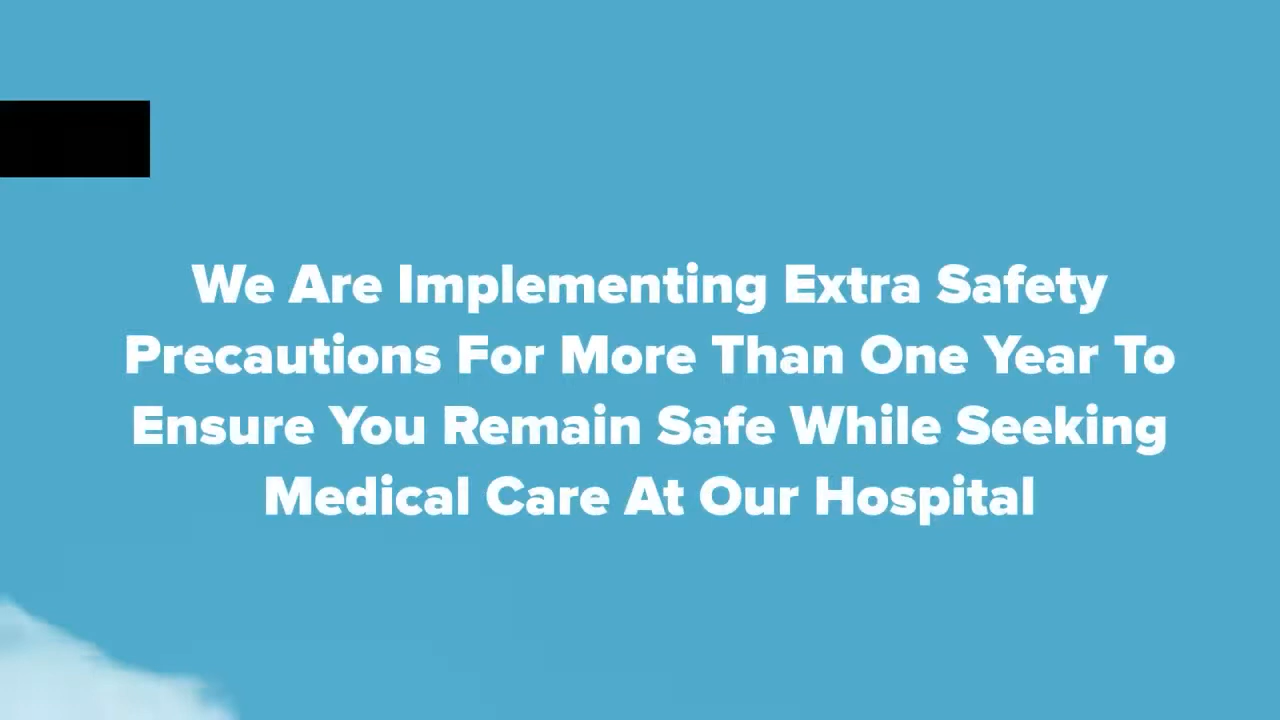 We Are Implementing Extra Safety
Precautions For More Than One Year To
Ensure You Remain Safe While Seeking
Medical Care At Our Hospital